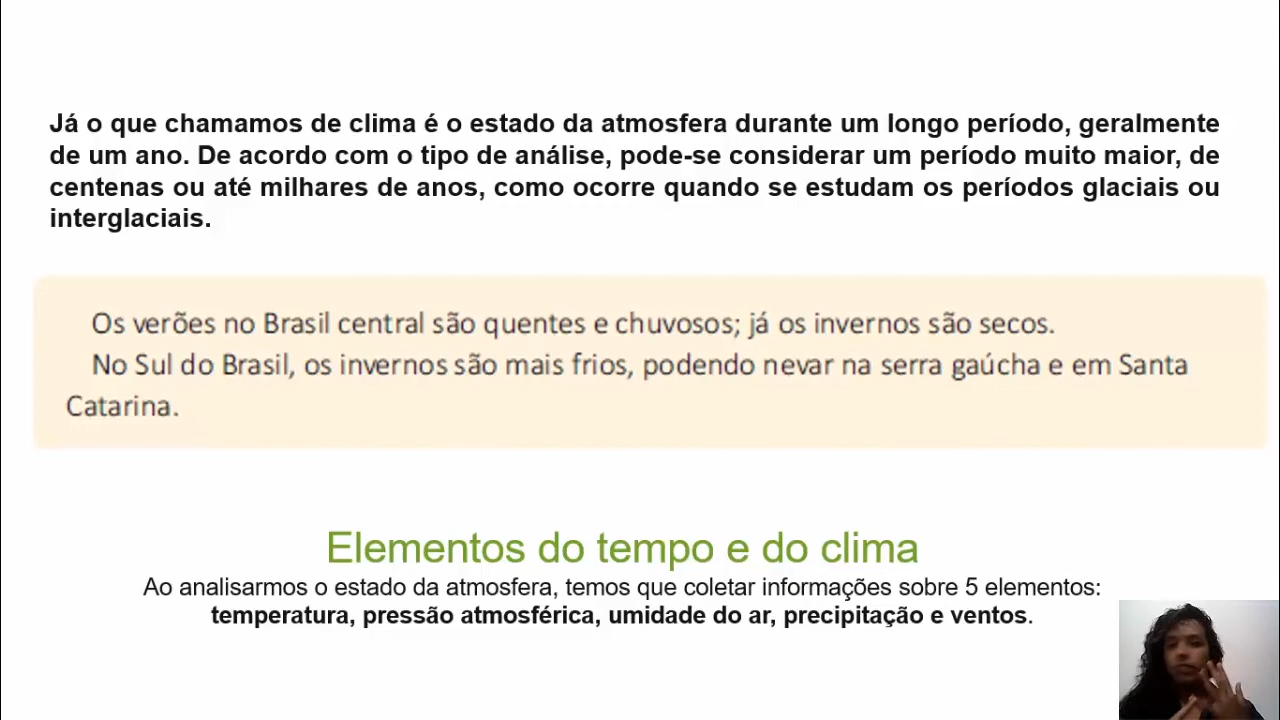 Já o que chamamos de clima é o estado da atmosfera durante um longo período, geralmente
de um ano. De acordo com o tipo de análise, pode-se considerar um período muito maior, de
centenas ou até milhares de anos, como ocorre quando se estudam os períodos glaciais ou
interglaciais.
Os verões no Brasil central são quentes e chuvosos; já os invernos são secos.
No Sul do Brasil, os invernos são mais frios, podendo nevar na serra gaúcha e em Santa
Catarina.
Elementos do tempo e do clima
Ao analisarmos o estado da atmosfera, temos que coletar informações sobre 5 elementos:
temperatura, pressão atmosférica, umidade do ar, precipitação e ventos.